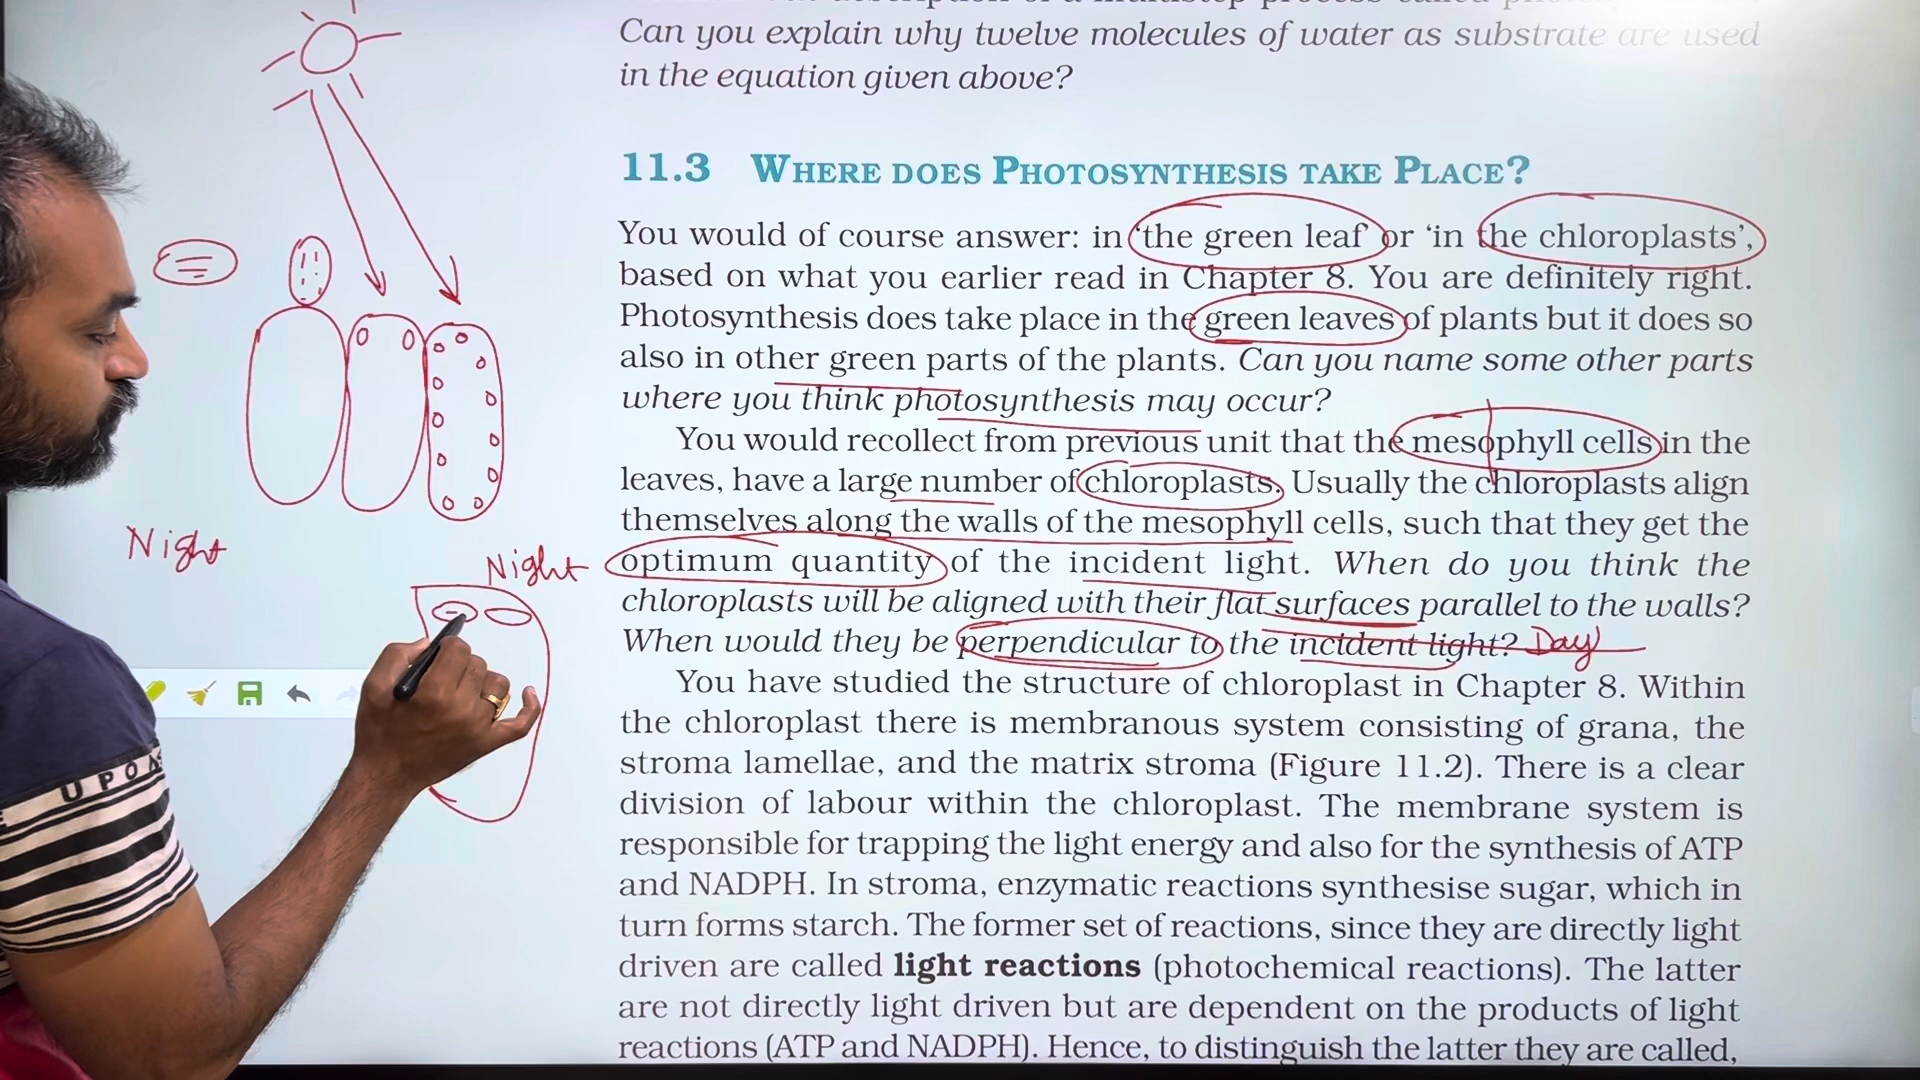 Can you explain why twelve molecules of water as substrate are used
in the equation given above?
11.3 WHERE DOES PHOTOSYNTHESIS TAKE PLACE?
You would of course answer: in ‘the green leaf’ or ‘in the chloroplasts’,
based on what you earlier read in Chapter 8. You are definitely right.
Photosynthesis does take place in the green leaves of plants but it does so
also in other green parts of the plants. Can you name some other parts
where you think photosynthesis may occur?
You would recollect from previous unit that the mesophyll cells in the
leaves, have a large number of chloroplasts. Usually the chloroplasts align
themselves along the walls of the mesophyll cells, such that they get the
optimum quantity of the incident light. When do you think the
chloroplasts will be aligned with their flat surfaces parallel to the walls?
When would they be perpendicular to the incident light? Day
You have studied the structure of chloroplast in Chapter 8. Within
the chloroplast there is membranous system consisting of grana, the
stroma lamellae, and the matrix stroma (Figure 11.2). There is a clear
division of labour within the chloroplast. The membrane system is
responsible for trapping the light energy and also for the synthesis of ATP
and NADPH. In stroma, enzymatic reactions synthesise sugar, which in
turn forms starch. The former set of reactions, since they are directly light
driven are called light reactions (photochemical reactions). The latter
are not directly light driven but are dependent on the products of light
reactions (ATP and NADPH). Hence, to distinguish the latter they are called,
Night
Night